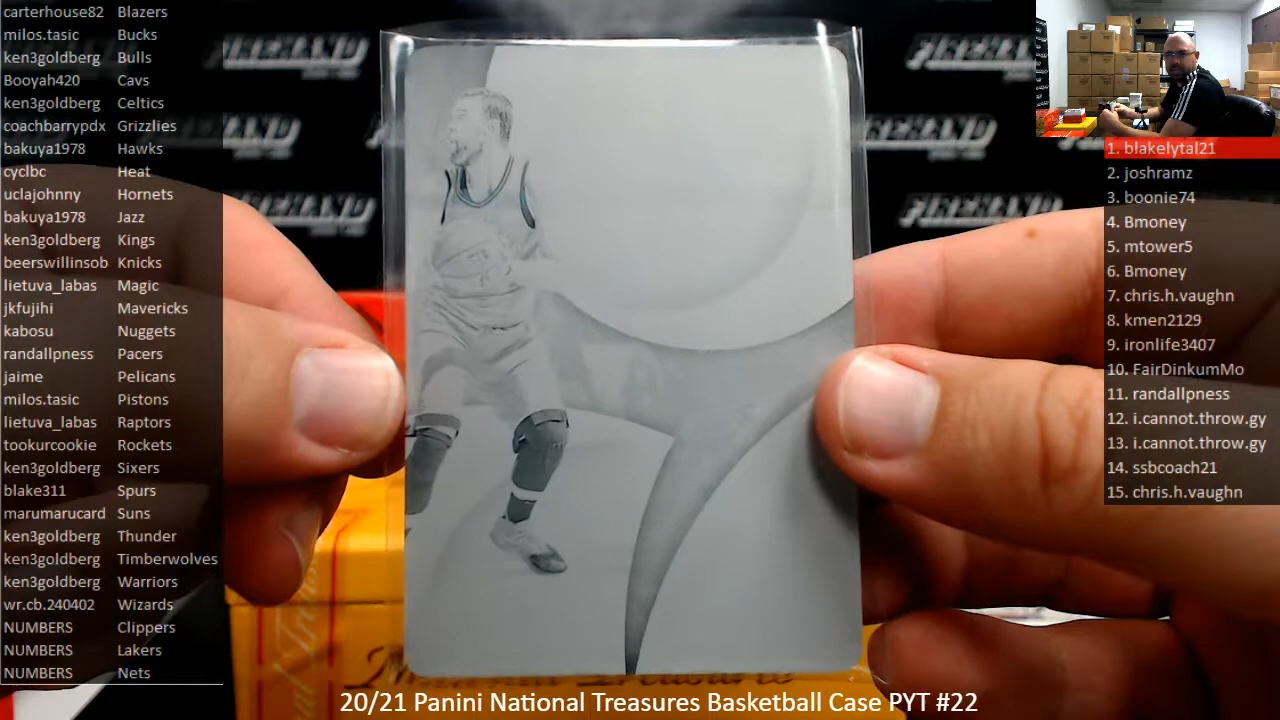 carterhouse82 Blazers
milos.tasic Bucks
ken3goldberg Bulls
Booyah420 Cavs
ken3goldberg Celtics
coachbarrypdx Grizzlies
bakuya1978 Hawks
cyclbc Heat
uclajohnny Hornets
bakuya1978 Jazz
ken3goldberg Kings
beerswillinsob Knicks
lietuva_labas Magic
jkfujihi Mavericks
kabosu Nuggets
randallpness Pacers
jaime Pelicans
milos.tasic Pistons
lietuva_labas Raptors
tookurcookie Rockets
ken3goldberg Sixers
blake311 Spurs
marumarucard Suns
ken3goldberg Thunder
ken3goldberg Timberwolves
ken3goldberg Warriors
wr.cb.240402 Wizards
NUMBERS Clippers
NUMBERS Lakers
NUMBERS Nets
FIREHAND
FIREHAND
FIREHAND
FIREHAND
1. blakelytal21
2. joshramz
3. boonie74
4. Bmoney
5. mtower5
6. Bmoney
7. chris.h.vaughn
8. kmen2129
9. ironlife3407
10. FairDinkumMo
11. randallpness
12. i.cannot.throw.gy
13. i.cannot.throw.gy
14. ssbcoach21
15. chris.h.vaughn
20/21 Panini National Treasures Basketball Case PYT #22